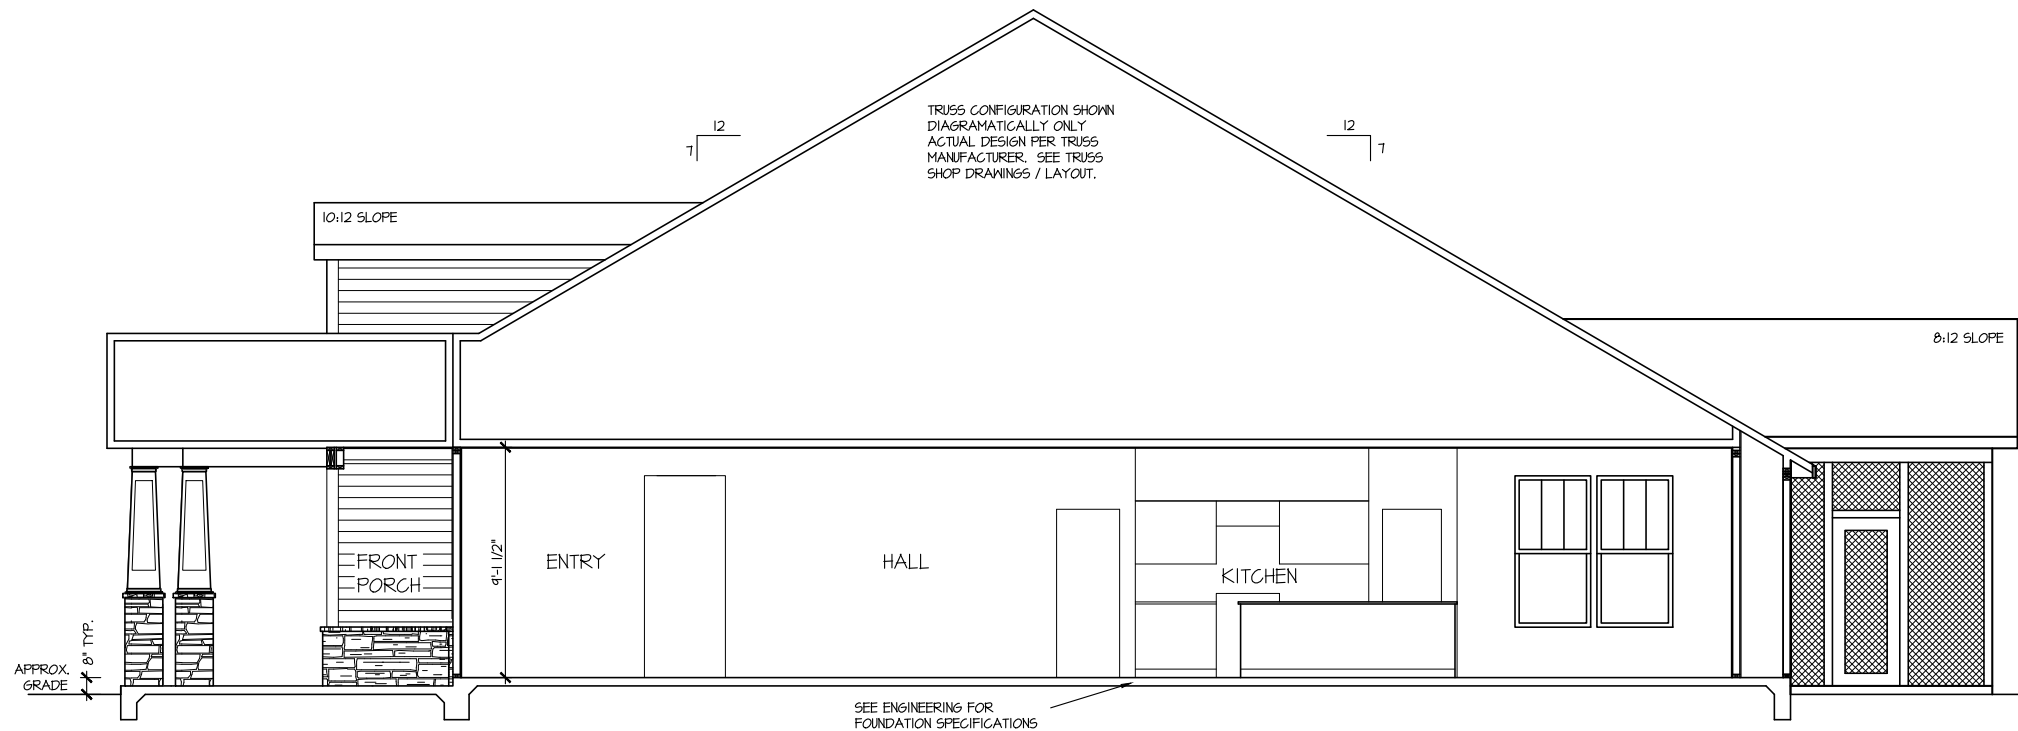 TRUSS CONFIGURATION SHOWN
DIAGRAMATICALLY ONLY
ACTUAL DESIGN PER TRUSS
MANUFACTURER. SEE TRUSS
SHOP DRAWINGS / LAYOUT.
12
7
12
7
10:12 SLOPE
8:12 SLOPE
9'-1 1/2"
ENTRY
HALL
KITCHEN
FRONT
PORCH
8" TYP.
APPROX.
GRADE
SEE ENGINEERING FOR
FOUNDATION SPECIFICATIONS